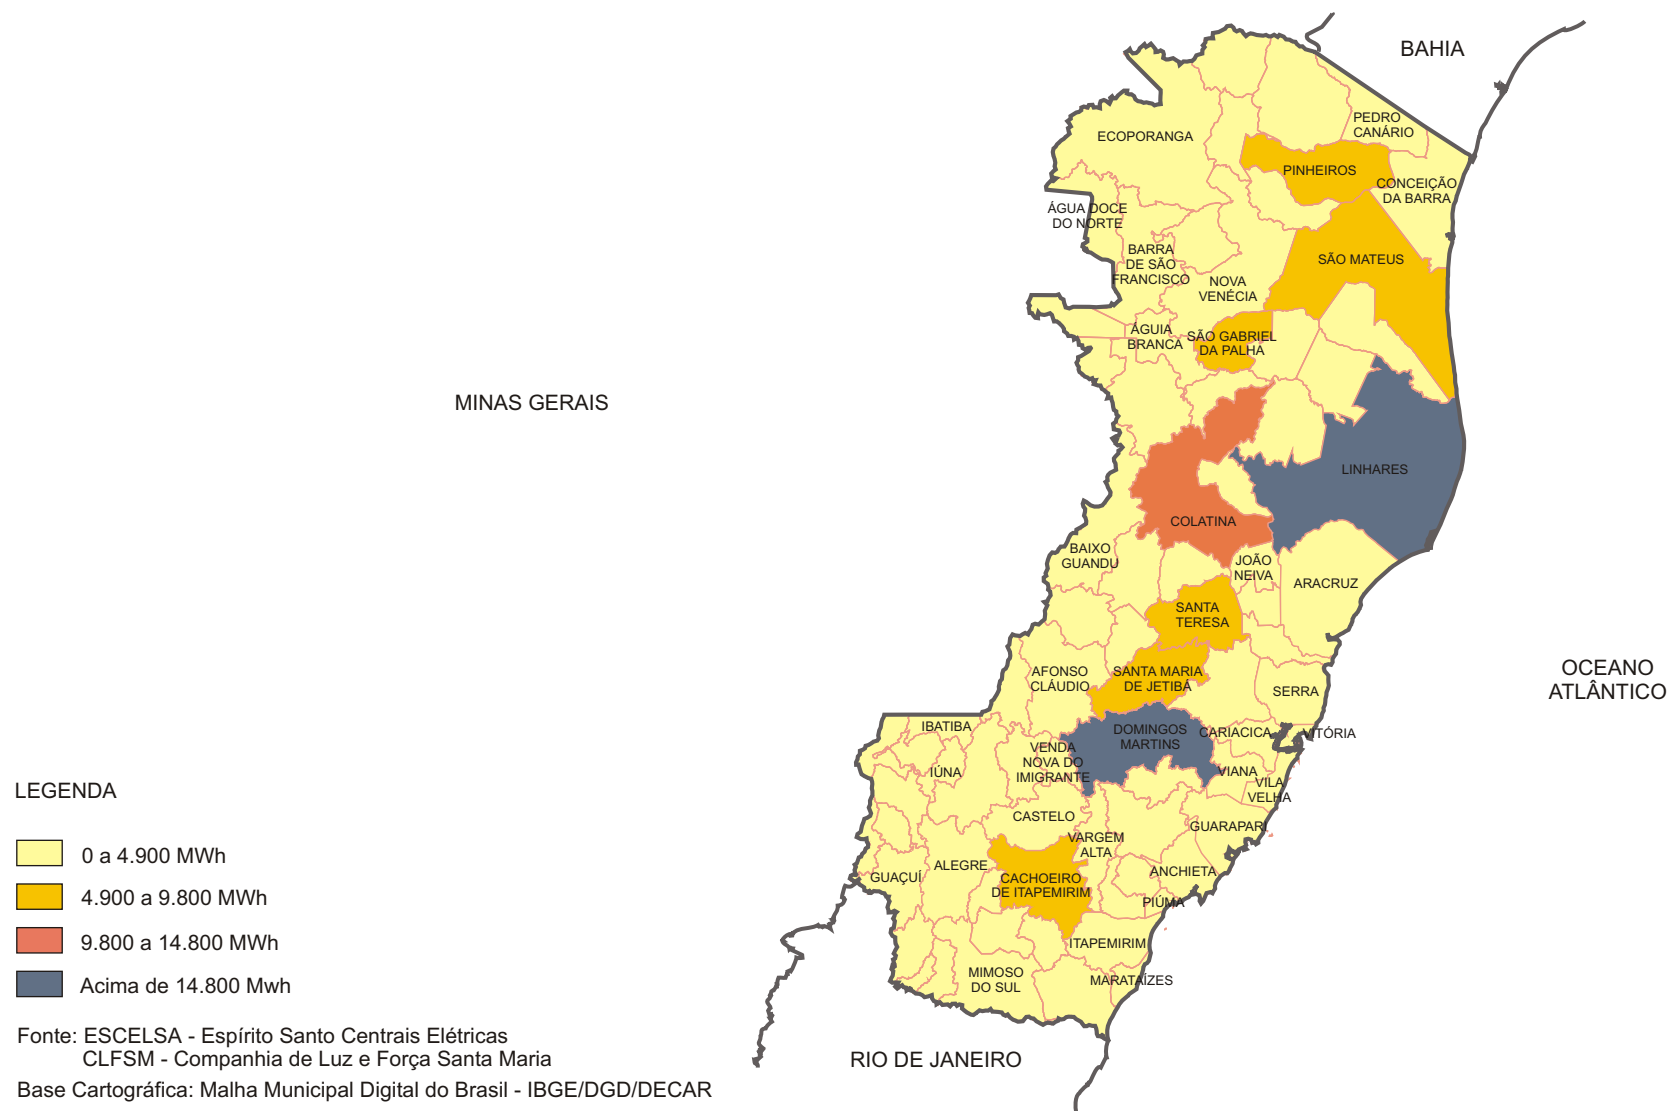 BAHIA
PEDRO
CANÁRIO
ECOPORANGA
PINHEIROS
CONCEIÇÃO
DA BARRA
ÁGUA DOCE
DO NORTE
BARRA
DE SÃO
FRANCISCO
SÃO MATEUS
NOVA
VENÉCIA
ÁGUIA
BRANCA
SÃO GABRIEL
DA PALHA
MINAS GERAIS
LINHARES
COLATINA
BAIXO
GUANDU
JOÃO
NEIVA
ARACRUZ
SANTA
TERESA
AFONSO
CLÁUDIO
SANTA MARIA
DE JETIBÁ
SERRA
OCEANO
ATLÂNTICO
IBATIBA
DOMINGOS
MARTINS
CARIACICA
VITÓRIA
VENDA
NOVA DO
IMIGRANTE
IÚNA
VIANA
VILA
VELHA
CASTELO
GUARAPARI
VARGEM
ALTA
ALEGRE
GUAÇUÍ
CACHOEIRO
DE ITAPEMIRIM
ANCHIETA
PIÚMA
ITAPEMIRIM
MIMOSO
DO SUL
MARATAÍZES
RIO DE JANEIRO
LEGENDA
0 a 4.900 MWh
4.900 a 9.800 MWh
9.800 a 14.800 MWh
Acima de 14.800 Mwh
Fonte: ESCELSA - Espírito Santo Centrais Elétricas
CLFSM - Companhia de Luz e Força Santa Maria
Base Cartográfica: Malha Municipal Digital do Brasil - IBGE/DGD/DECAR